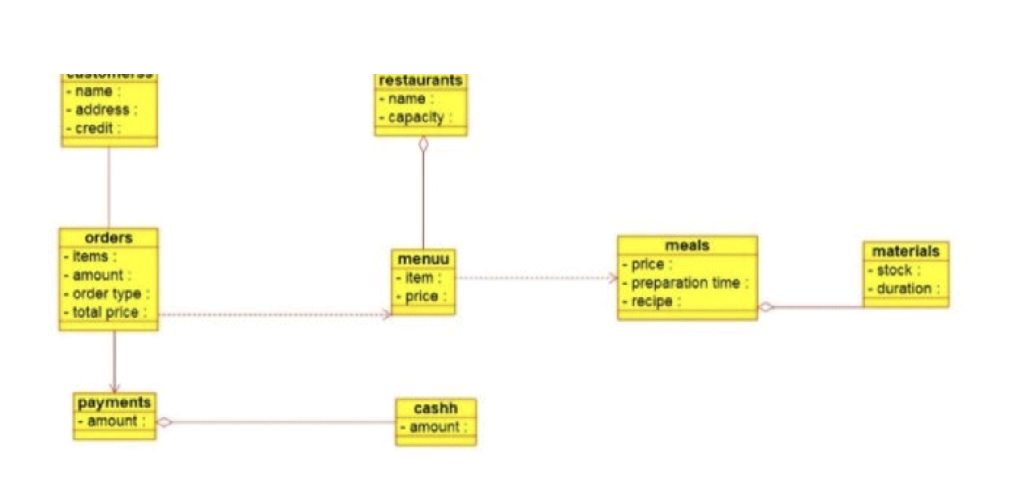 customerss
- name :
- address :
- credit :
restaurants
- name :
- capacity :
orders
- items :
- amount :
- order type :
- total price :
menuu
- item :
- price :
meals
- price :
- preparation time :
- recipe :
materials
- stock :
- duration :
payments
- amount :
cashh
- amount :